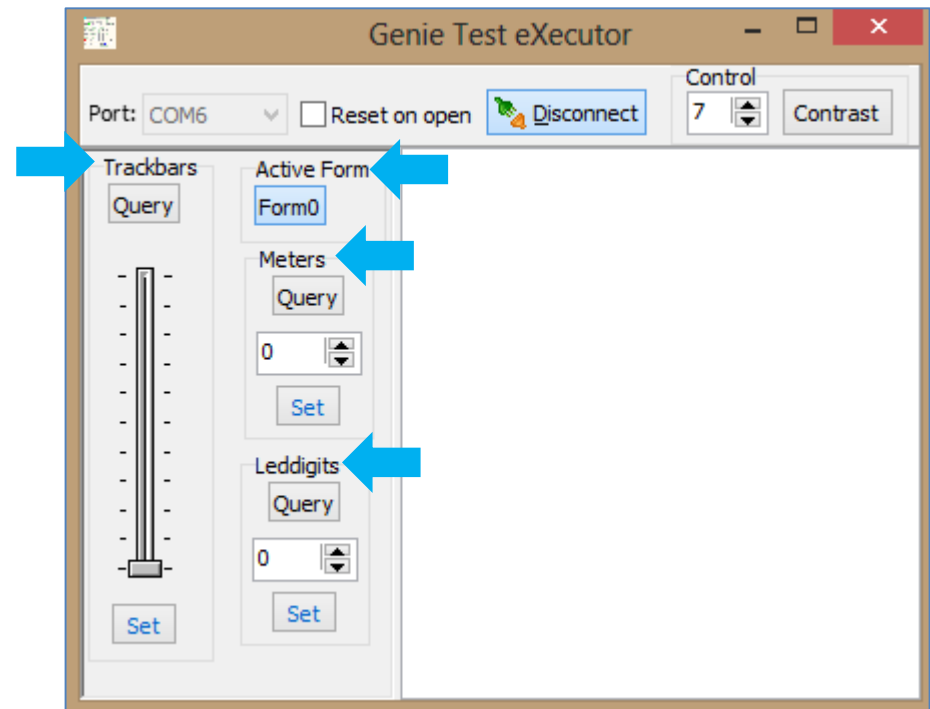 Genie Test eXecutor
Control
Port: COM6 Reset on open Disconnect 7 Contrast
Trackbars
Query
Set
Active Form
Form0
Meters
Query
0
Set
Leddigits
Query
0
Set